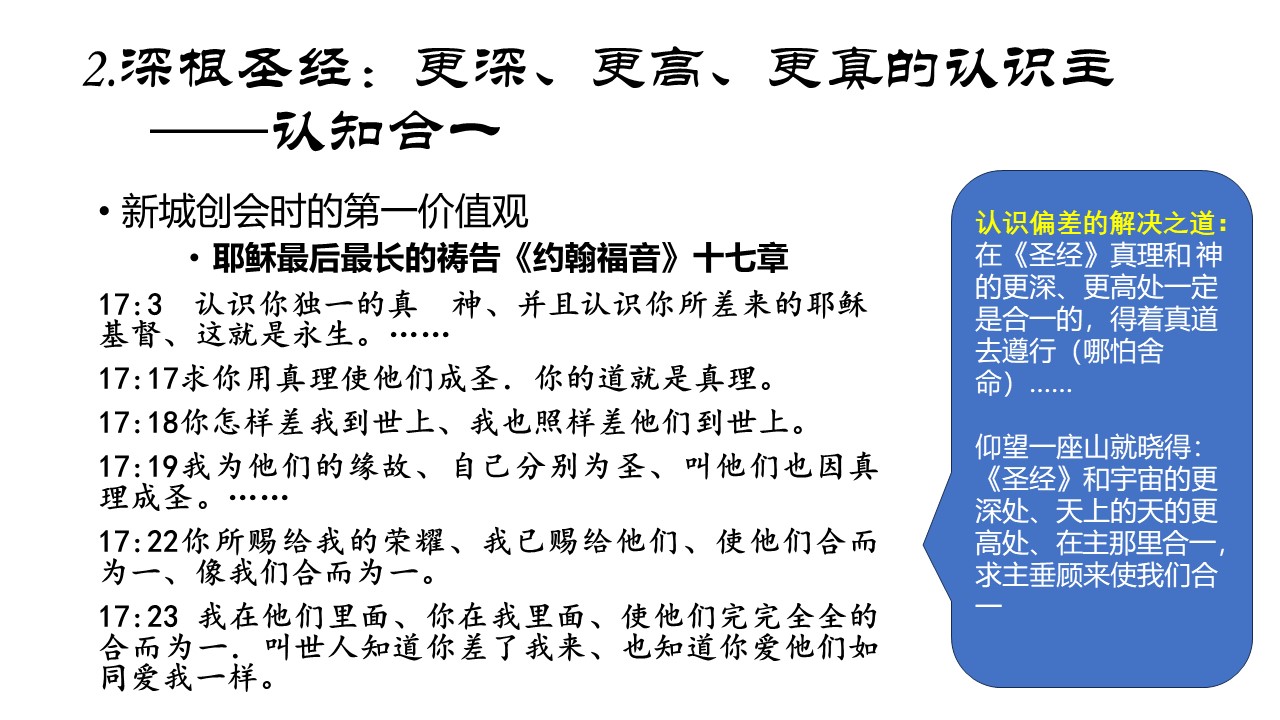 2.深根圣经：更深、更高、更真的认识主
——认知合一
• 新城创会时的第一价值观
• 耶稣最后最长的祷告《约翰福音》十七章
17:3　认识你独一的真　神、并且认识你所差来的耶稣
基督、这就是永生。……
17:17求你用真理使他们成圣．你的道就是真理。
17:18你怎样差我到世上、我也照样差他们到世上。
17:19我为他们的缘故、自己分别为圣、叫他们也因真
理成圣。……
17:22你所赐给我的荣耀、我已赐给他们、使他们合而
为一、像我们合而为一。
17:23 我在他们里面、你在我里面、使他们完完全全的
合而为一．叫世人知道你差了我来、也知道你爱他们如
同爱我一样。
认识偏差的解决之道：
在《圣经》真理和 神
的更深、更高处一定
是合一的，得着真道
去遵行（哪怕舍
命）……
仰望一座山就晓得：
《圣经》和宇宙的更
深处、天上的天的更
高处、在主那里合一，
求主垂顾来使我们合
一